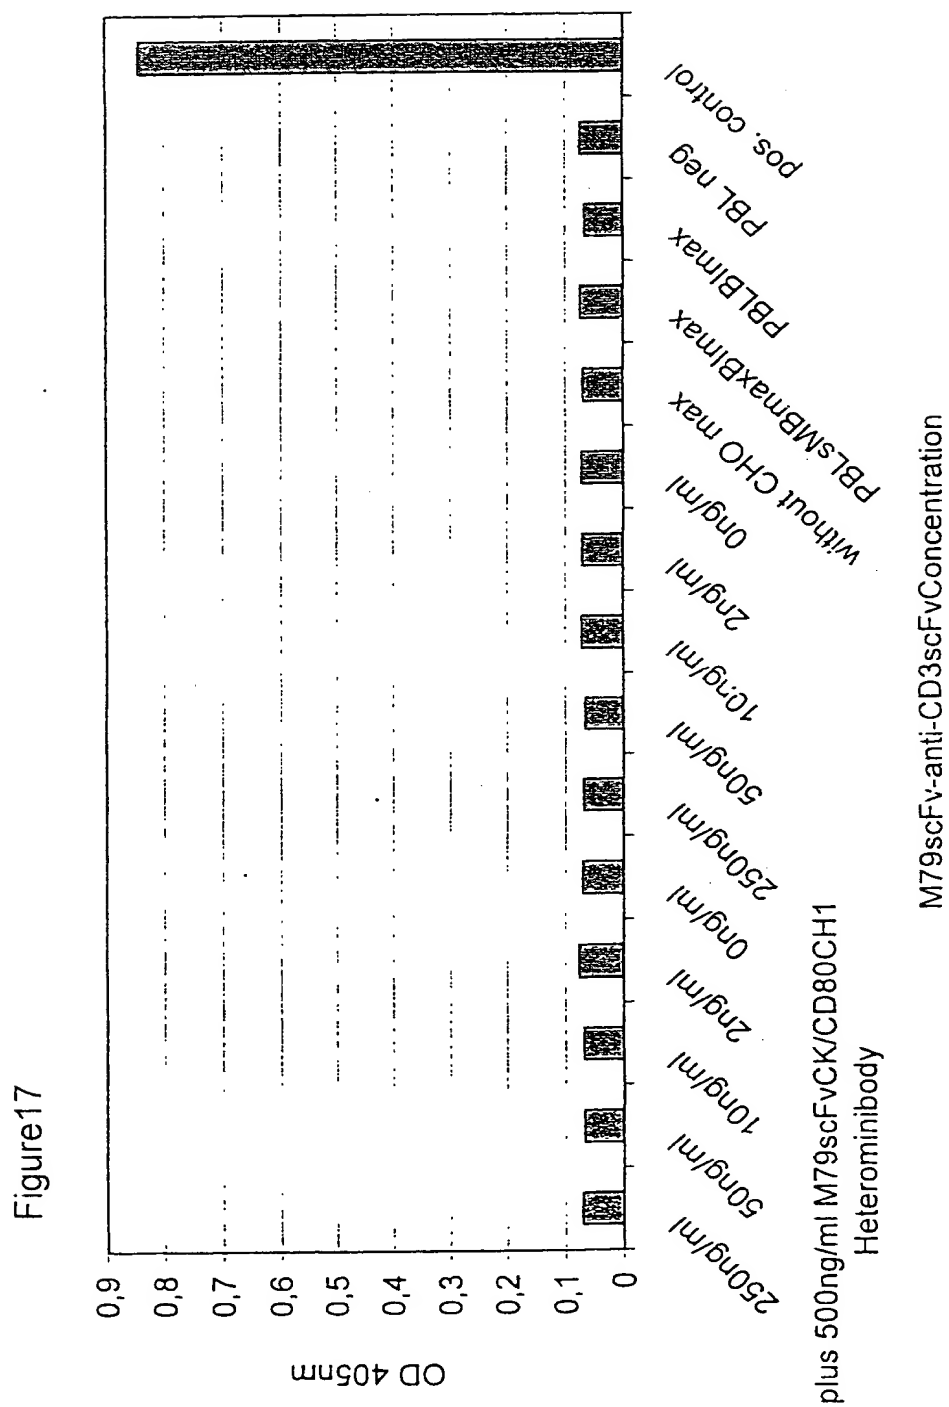 Figure17
OD 405nm
0,9
0,8
0,7
0,6
0,5
0,4
0,3
0,2
0,1
0
250ng/ml
50ng/ml
10ng/ml
2ng/ml
0ng/ml
250ng/ml
50ng/ml
10ng/ml
2ng/ml
0ng/ml
without CHO max
PBLsMBmaxBlmax
PBLBlmax
PBL neg
pos. control
plus 500ng/ml M79scFvCK/CD80CH1
Heterominibody
M79scFv-anti-CD3scFvConcentration